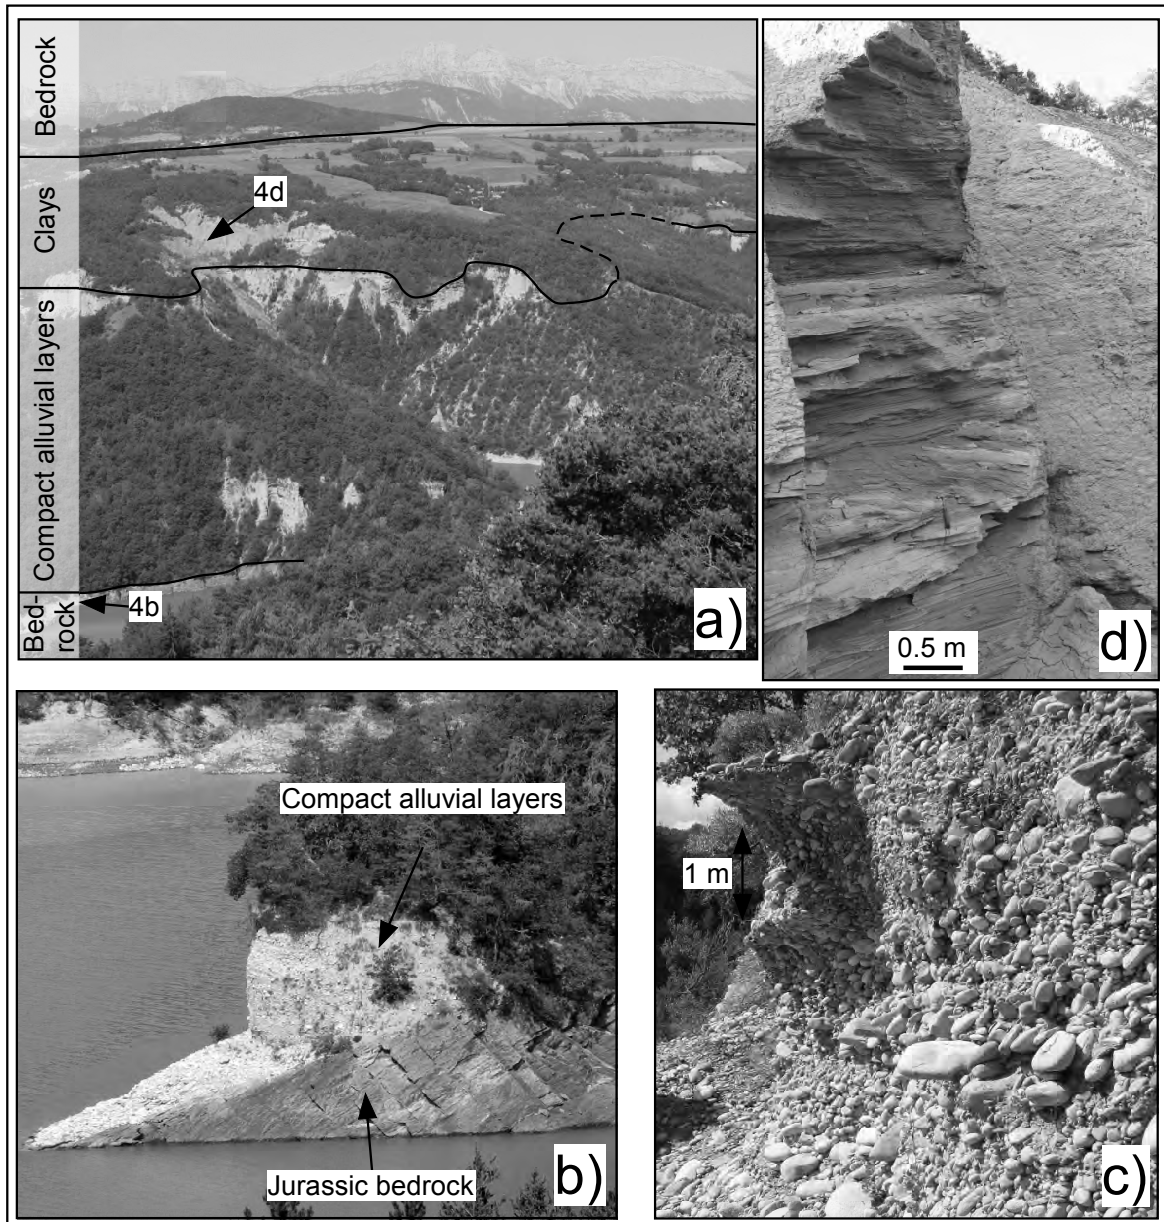 Bedrock
Clays
Compact alluvial layers
Bed-
rock
4d
4b
a)
0.5 m
d)
Compact alluvial layers
Jurassic bedrock
b)
1 m
c)